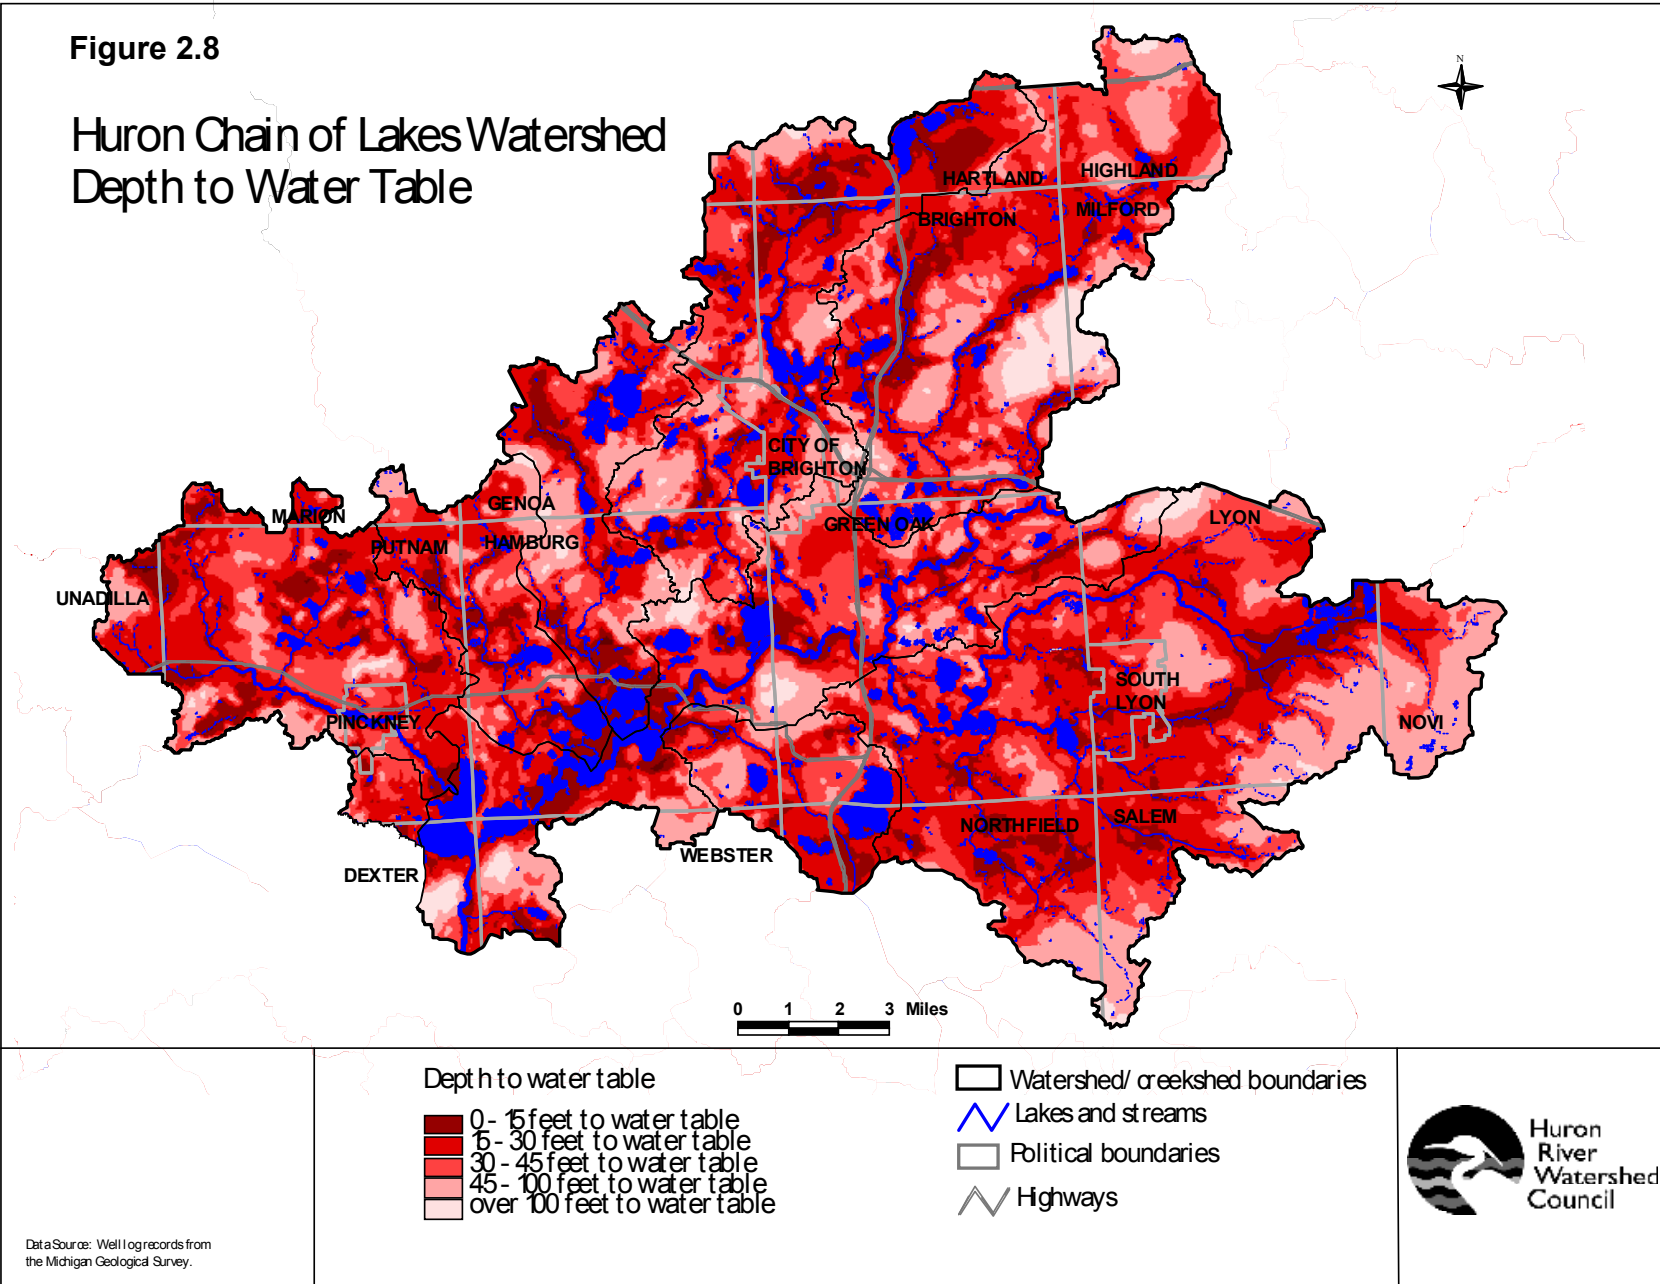 Figure 2.8
N
Huron Chain of Lakes Watershed
Depth to Water Table
HARTLAND
HIGHLAND
BRIGHTON
MILFORD
CITY OF
BRIGHTON
GENOA
MARION
GREEN OAK
LYON
PUTNAM
HAMBURG
UNADILLA
SOUTH
LYON
PINCKNEY
NOVI
NORTHFIELD
SALEM
WEBSTER
DEXTER
0 1 2 3 Miles
Depth to water table
0 - 15 feet to water table
15 - 30 feet to water table
30 - 45 feet to water table
45 - 100 feet to water table
over 100 feet to water table
Watershed/ creekshed boundaries
Lakes and streams
Political boundaries
Highways
Huron
River
Watershed
Council
Data Source: Well log records from
the Michigan Geological Survey.